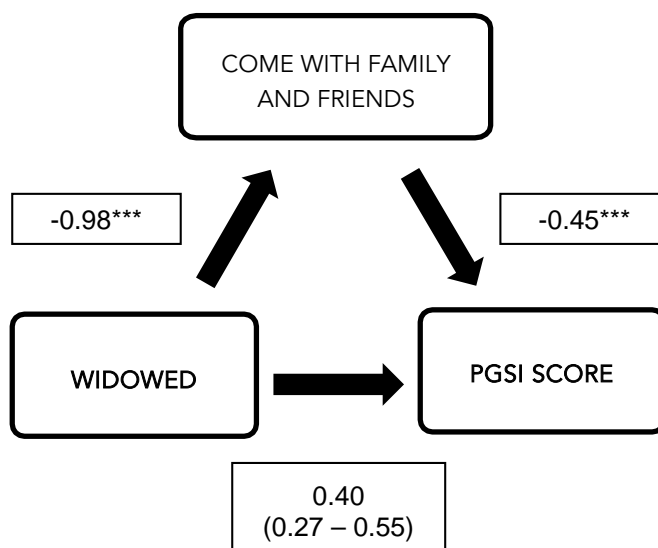 COME WITH FAMILY
AND FRIENDS
-0.98***
-0.45***
WIDOWED
PGSI SCORE
0.40
(0.27 – 0.55)